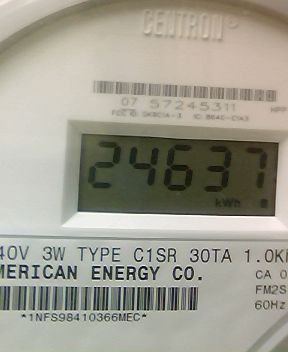 CENTRON
07 57245311
24637
kWh
40V 3W TYPE C1SR 30TA 1.0K
MERICAN ENERGY CO.
CA 0
FM2S
60Hz
*1NFS98410366MEC*